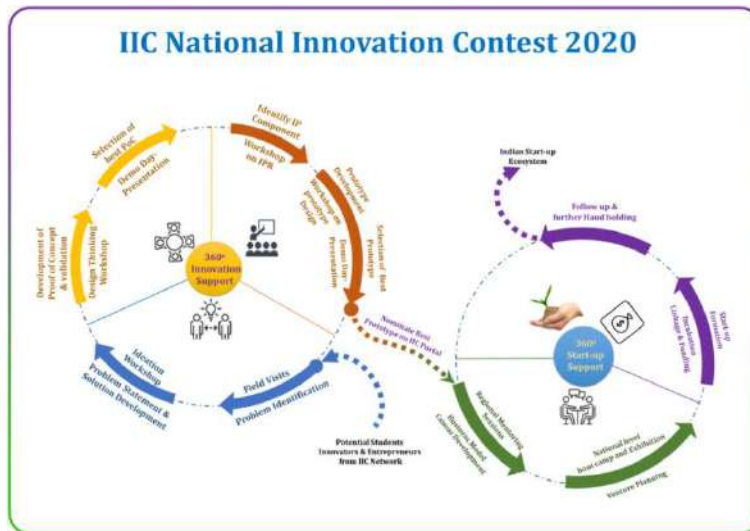 IIC National Innovation Contest 2020
Selection of
best PoC
Demo Day-
Presentation
Identify IP
Component
Workshop
on IPR
Prototype
Development
Workshop on
prototype
Design
Selection of Best
Prototype
Demo Day
Presentation
Development of
Proof of Concept
& validation
Design Thinking
Workshop
360º
Innovation
Support
Ideation
Workshop
Problem Statement &
Solution Development
Field Visits
Problem Identification
Potential Students
Innovators & Entrepreneurs
from IIC Network
Nominate Best
Prototype on IIC Portal
Indian Start-up
Ecosystem
Follow up &
further Hand holding
Start-up
Formation
Incubation
Linkage & Funding
360º
Start-up
Support
Regional Mentoring
Sessions
Business Model
Canvas Development
National level
boot camp and Exhibition
Venture Planning